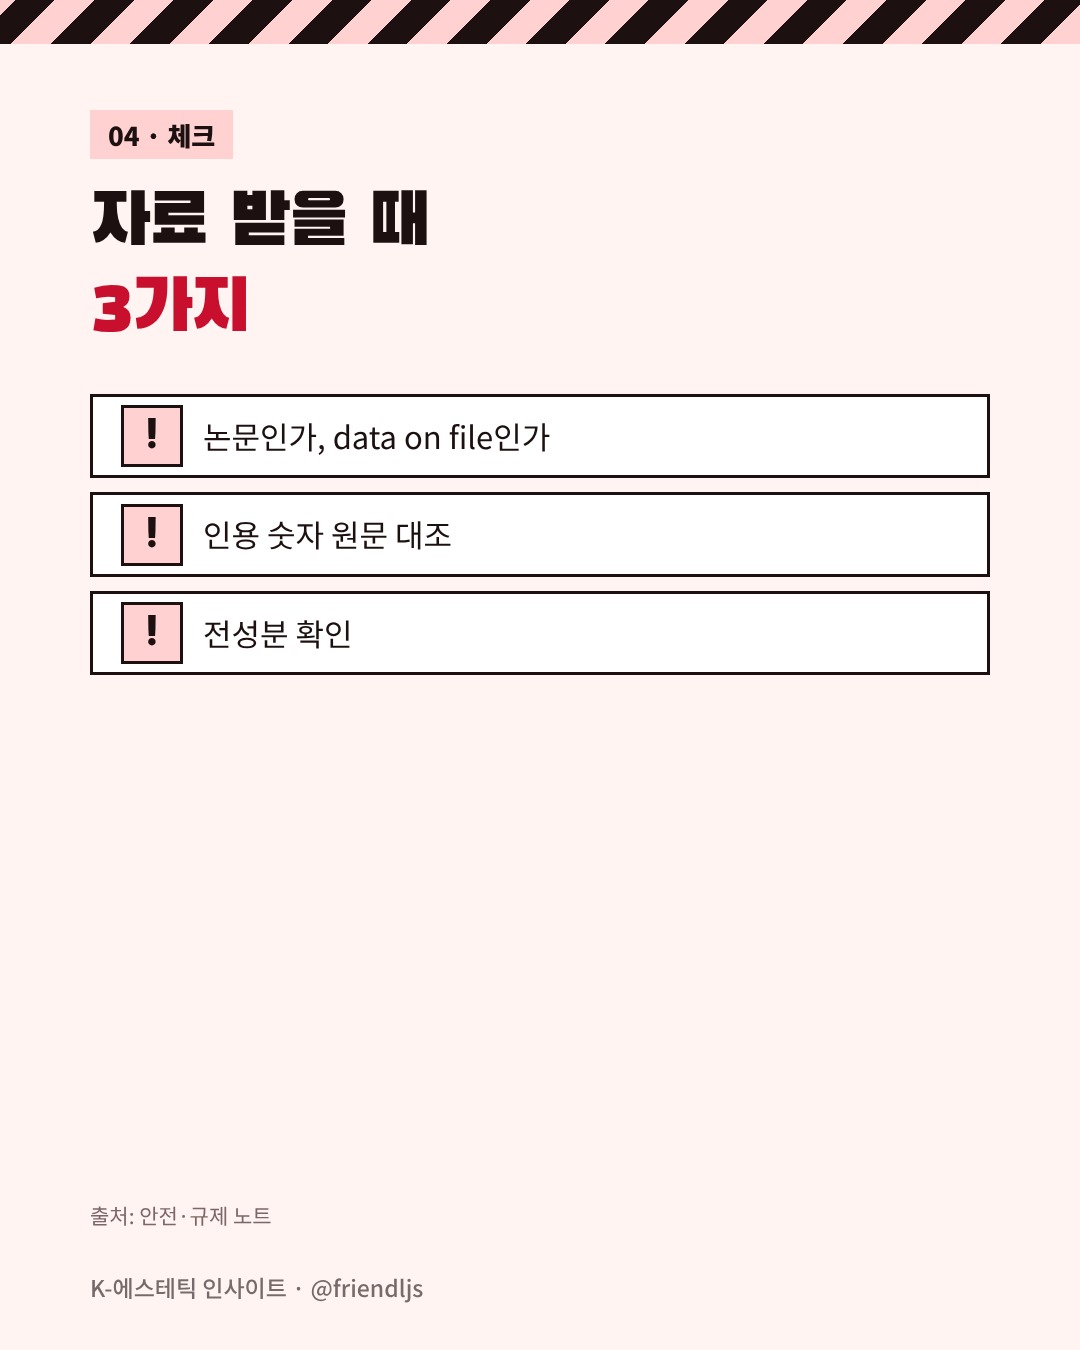 04 · 체크
자료 받을 때
3가지
! 논문인가, data on file인가
! 인용 숫자 원문 대조
! 전성분 확인
출처: 안전·규제 노트
K-에스테틱 인사이트 · @friendljs